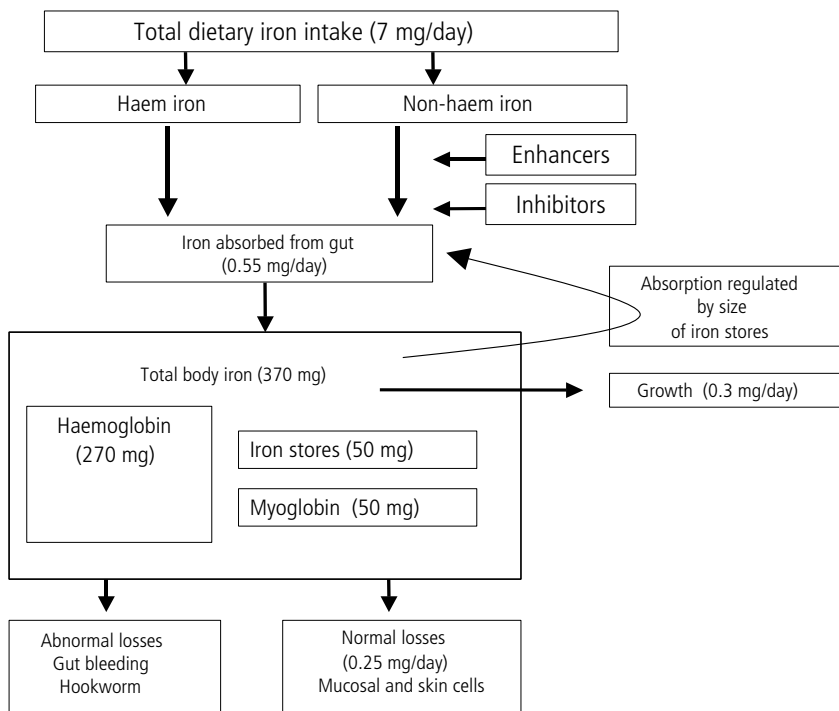 Total dietary iron intake (7 mg/day)
Haem iron
Non-haem iron
Enhancers
Inhibitors
Iron absorbed from gut
(0.55 mg/day)
Absorption regulated
by size
of iron stores
Total body iron (370 mg)
Growth (0.3 mg/day)
Haemoglobin
(270 mg)
Iron stores (50 mg)
Myoglobin (50 mg)
Abnormal losses
Gut bleeding
Hookworm
Normal losses
(0.25 mg/day)
Mucosal and skin cells